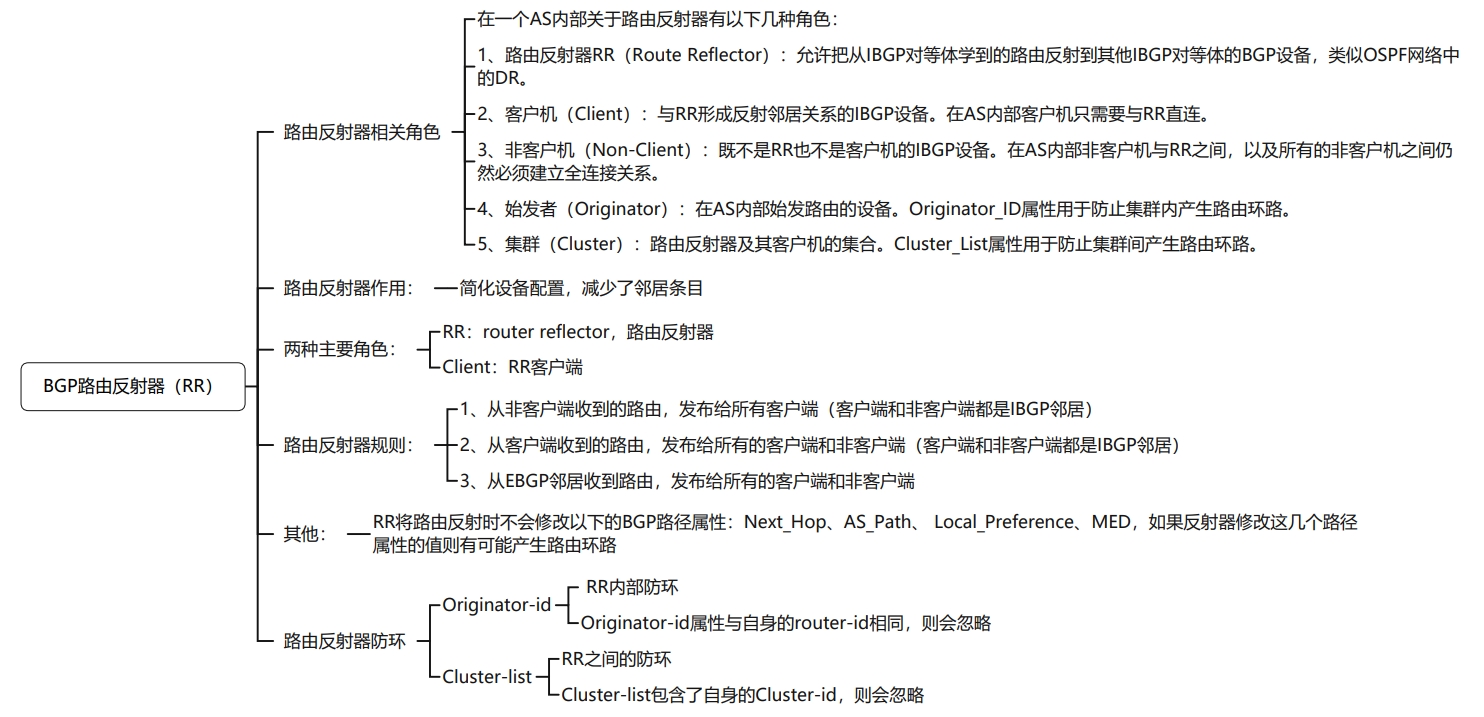 BGP路由反射器（RR）
路由反射器相关角色
在一个AS内部关于路由反射器有以下几种角色：
1、路由反射器RR（Route Reflector）：允许把从IBGP对等体学到的路由反射到其他IBGP对等体的BGP设备，类似OSPF网络中
的DR。
2、客户机（Client）：与RR形成反射邻居关系的IBGP设备。在AS内部客户机只需要与RR直连。
3、非客户机（Non-Client）：既不是RR也不是客户机的IBGP设备。在AS内部非客户机与RR之间，以及所有的非客户机之间仍
然必须建立全连接关系。
4、始发者（Originator）：在AS内部始发路由的设备。Originator_ID属性用于防止集群内产生路由环路。
5、集群（Cluster）：路由反射器及其客户机的集合。Cluster_List属性用于防止集群间产生路由环路。
路由反射器作用：
简化设备配置，减少了邻居条目
两种主要角色：
RR：router reflector，路由反射器
Client：RR客户端
路由反射器规则：
1、从非客户端收到的路由，发布给所有客户端（客户端和非客户端都是IBGP邻居）
2、从客户端收到的路由，发布给所有的客户端和非客户端（客户端和非客户端都是IBGP邻居）
3、从EBGP邻居收到路由，发布给所有的客户端和非客户端
其他：
RR将路由反射时不会修改以下的BGP路径属性：Next_Hop、AS_Path、 Local_Preference、MED，如果反射器修改这几个路径
属性的值则有可能产生路由环路
路由反射器防环
Originator-id
RR内部防环
Originator-id属性与自身的router-id相同，则会忽略
Cluster-list
RR之间的防环
Cluster-list包含了自身的Cluster-id，则会忽略